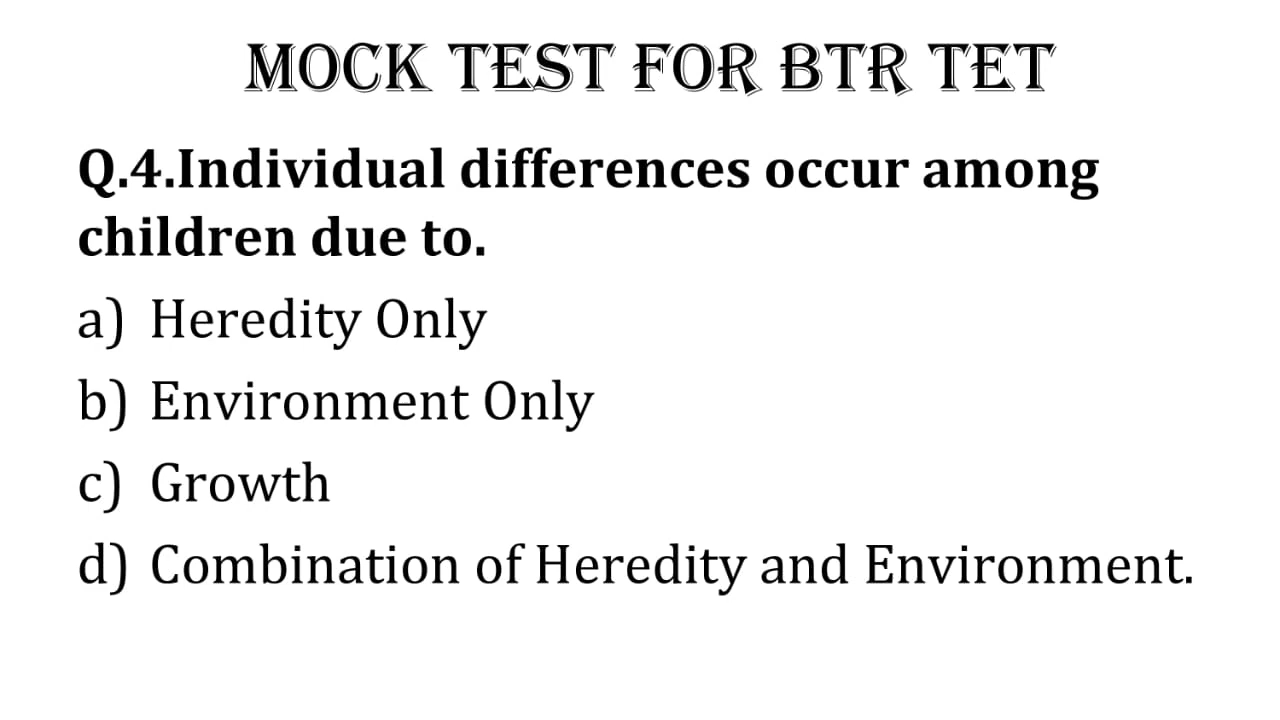 MOCK TEST FOR BTR TET
Q.4.Individual differences occur among
children due to.
a) Heredity Only
b) Environment Only
c) Growth
d) Combination of Heredity and Environment.